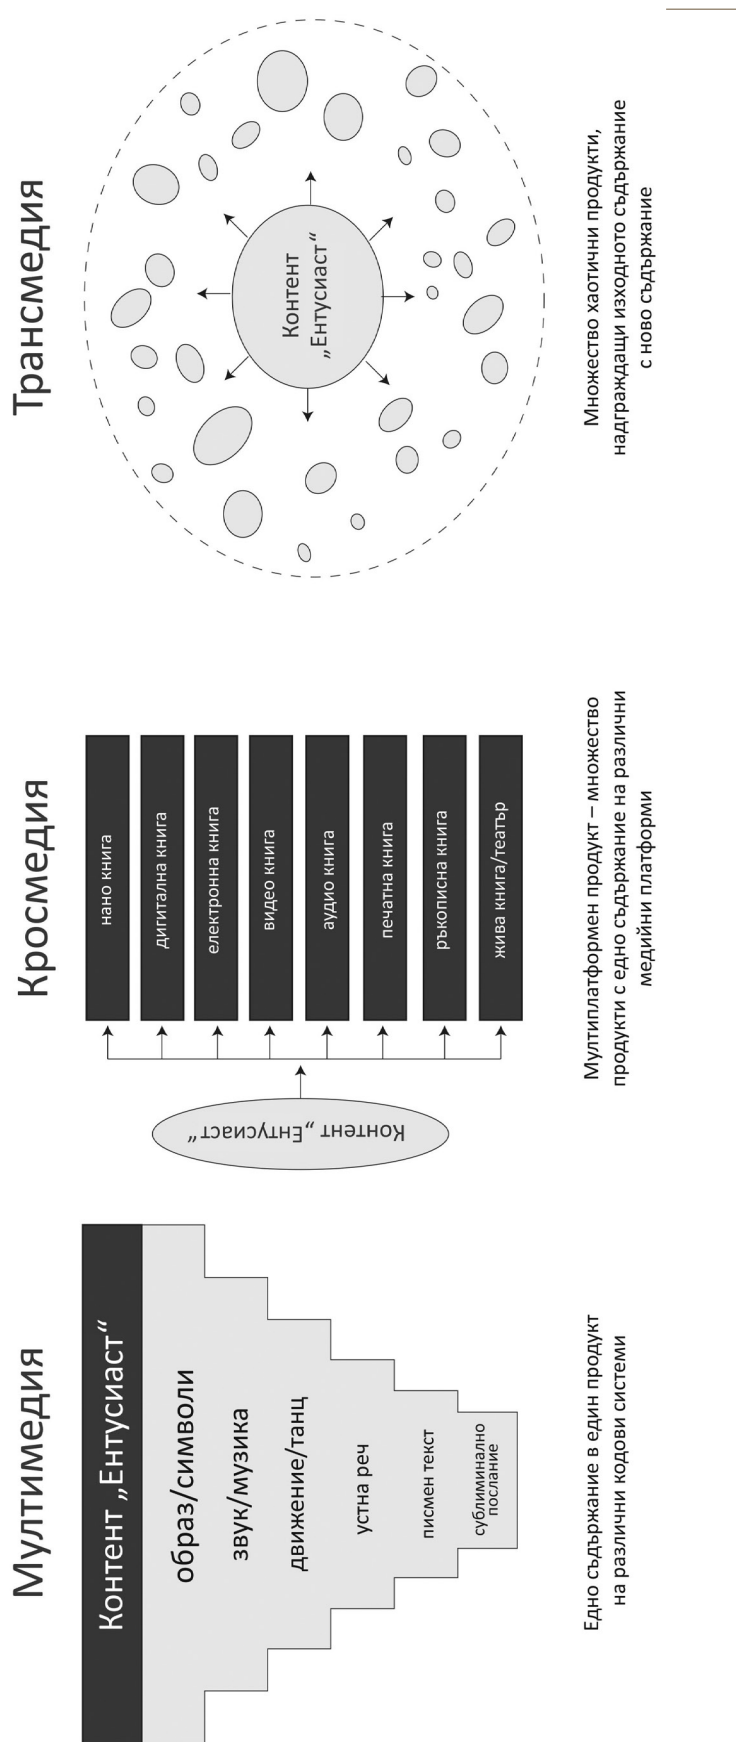 Мултимедия
Контент „Ентусиаст“
образ/символи
звук/музика
движение/танц
устна реч
писмен текст
сублиминално
послание
Едно съдържание в един продукт
на различни кодови системи
Кросмедия
Контент „Ентусиаст“
нано книга
дигитална книга
електронна книга
видео книга
аудио книга
печатна книга
ръкописна книга
жива книга/театър
Мултиплатформен продукт – множество
продукти с едно съдържание на различни
медийни платформи
Трансмедия
Контент
„Ентусиаст“
Множество хаотични продукти,
надграждащи изходното съдържание
с ново съдържание